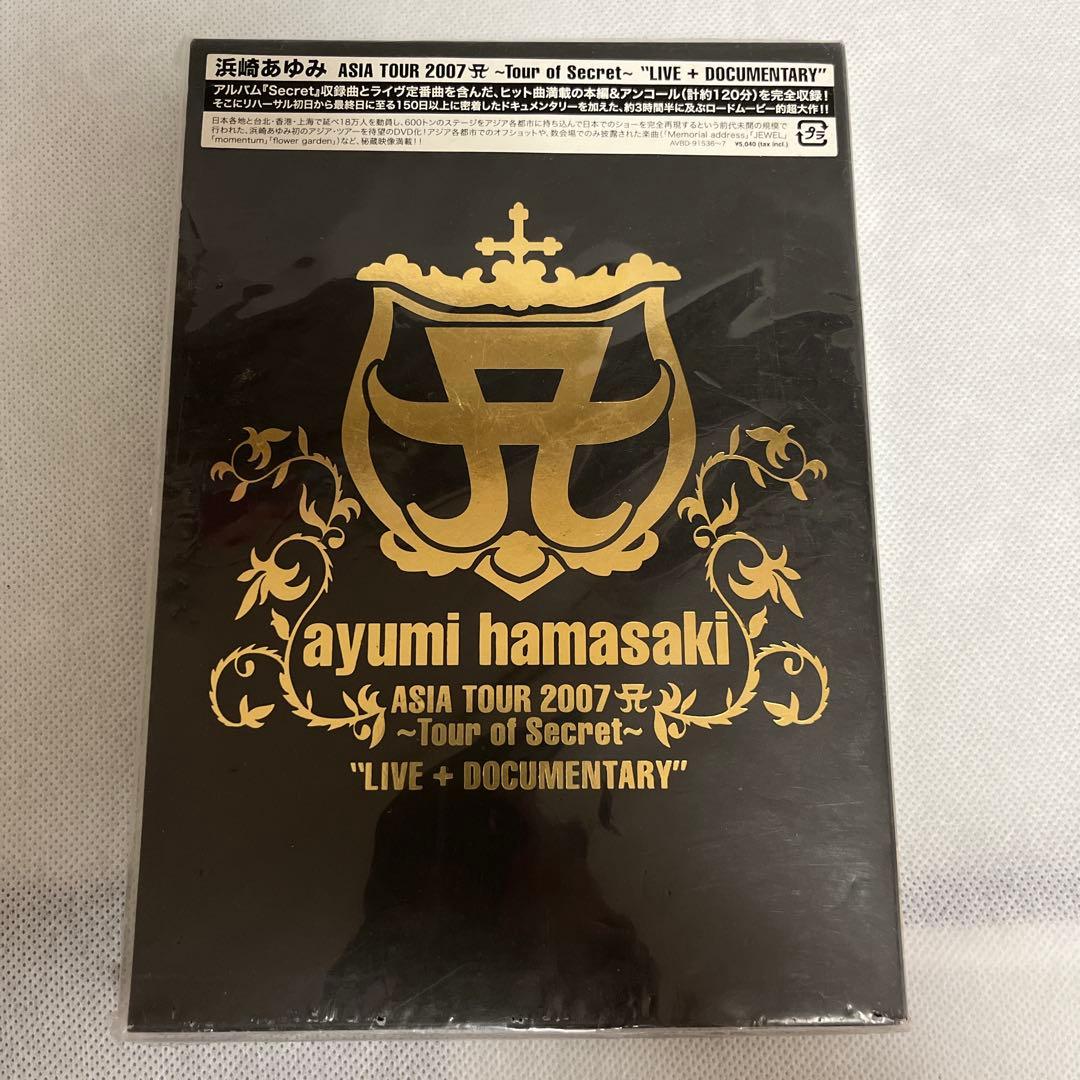 浜崎あゆみ ASIA TOUR 2007 A ~Tour of Secret~ "LIVE + DOCUMENTARY"
アルバム『Secret』収録曲とライヴ定番曲を含んだ、ヒット曲満載の本編&アンコール(計約120分)を完全収録!
そこにリハーサル初日から最終日に至る150日以上に密着したドキュメンタリーを加えた、約3時間半に及ぶロードムービー的超大作!!
日本各地と台北・香港・上海で延べ18万人を動員し、600トンのステージをアジア各都市に持ち込んで日本でのショーを完全再現するという前代未聞の規模で
行われた、浜崎あゆみ初のアジア・ツアーを待望のDVD化!アジア各都市でのオフショットや、数会場でのみ披露された楽曲(「Memorial address」「JEWEL」
「momentum」「flower garden」)など、秘蔵映像満載!!
AVBD-91536~7 ¥5,040 (tax incl.)
プラ
A
ayumi hamasaki
ASIA TOUR 2007 A
~Tour of Secret~
"LIVE + DOCUMENTARY"